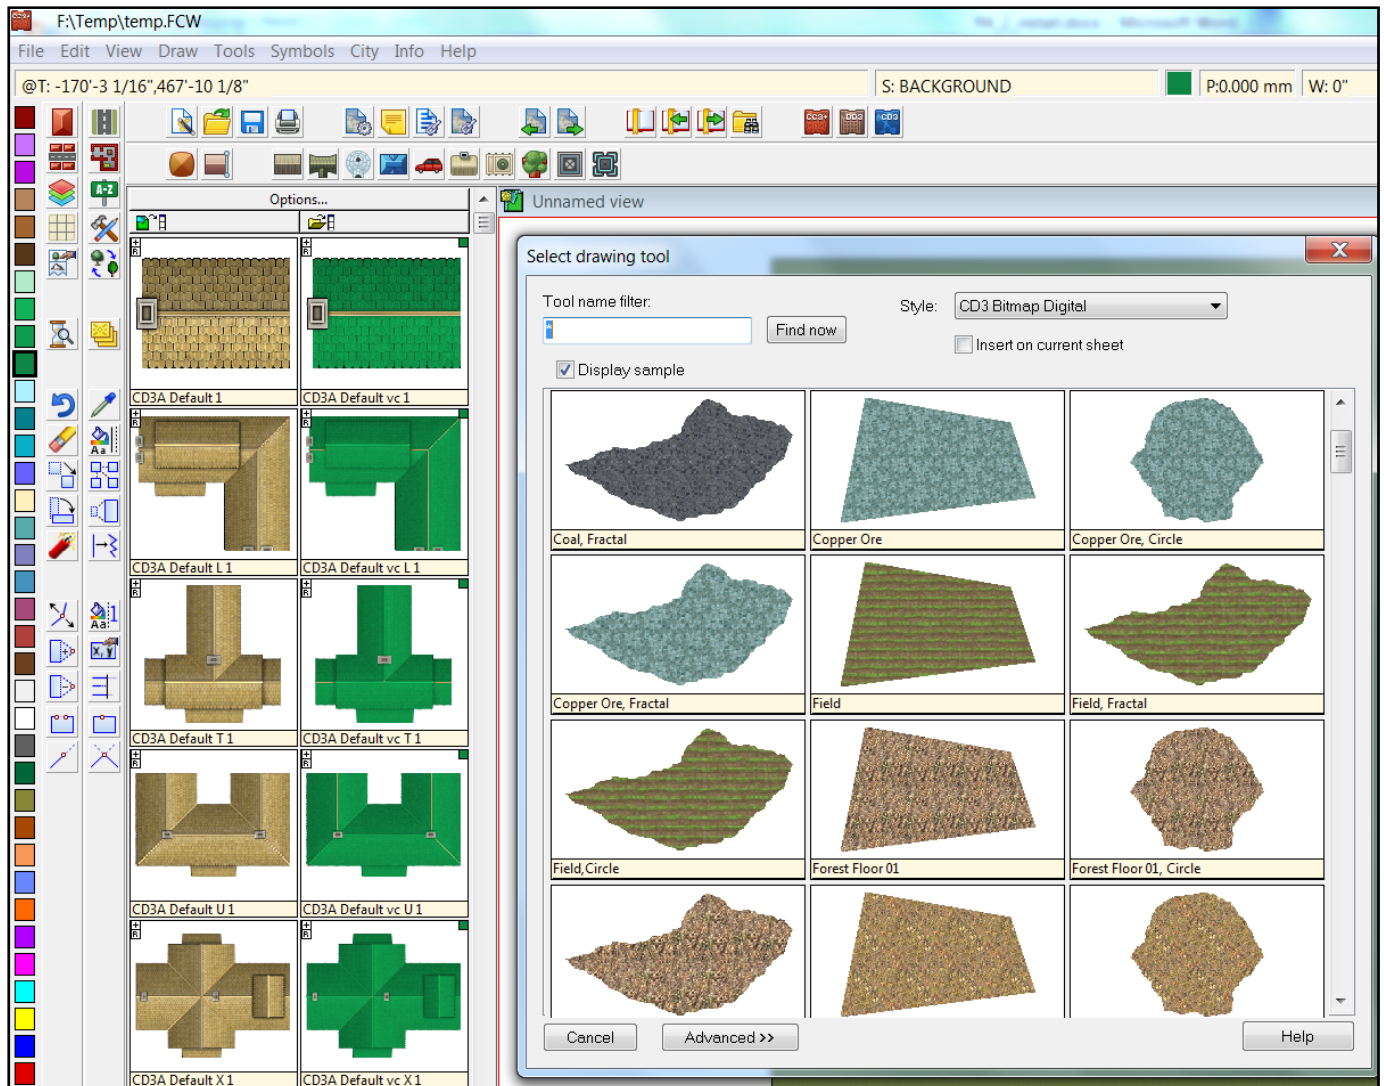 F:\Temp\temp.FCW
File Edit View Draw Tools Symbols City Info Help
@T: -170'-3 1/16",467'-10 1/8"
S: BACKGROUND
P:0.000 mm
W: 0"
Options...
Unnamed view
CD3A Default 1
CD3A Default vc 1
CD3A Default L 1
CD3A Default vc L 1
CD3A Default T 1
CD3A Default vc T 1
CD3A Default U 1
CD3A Default vc U 1
CD3A Default X 1
CD3A Default vc X 1
Select drawing tool
Tool name filter:
*
Find now
Style:
CD3 Bitmap Digital
Insert on current sheet
Display sample
Coal, Fractal
Copper Ore
Copper Ore, Circle
Copper Ore, Fractal
Field
Field, Fractal
Field,Circle
Forest Floor 01
Forest Floor 01, Circle
Cancel
Advanced >>
Help